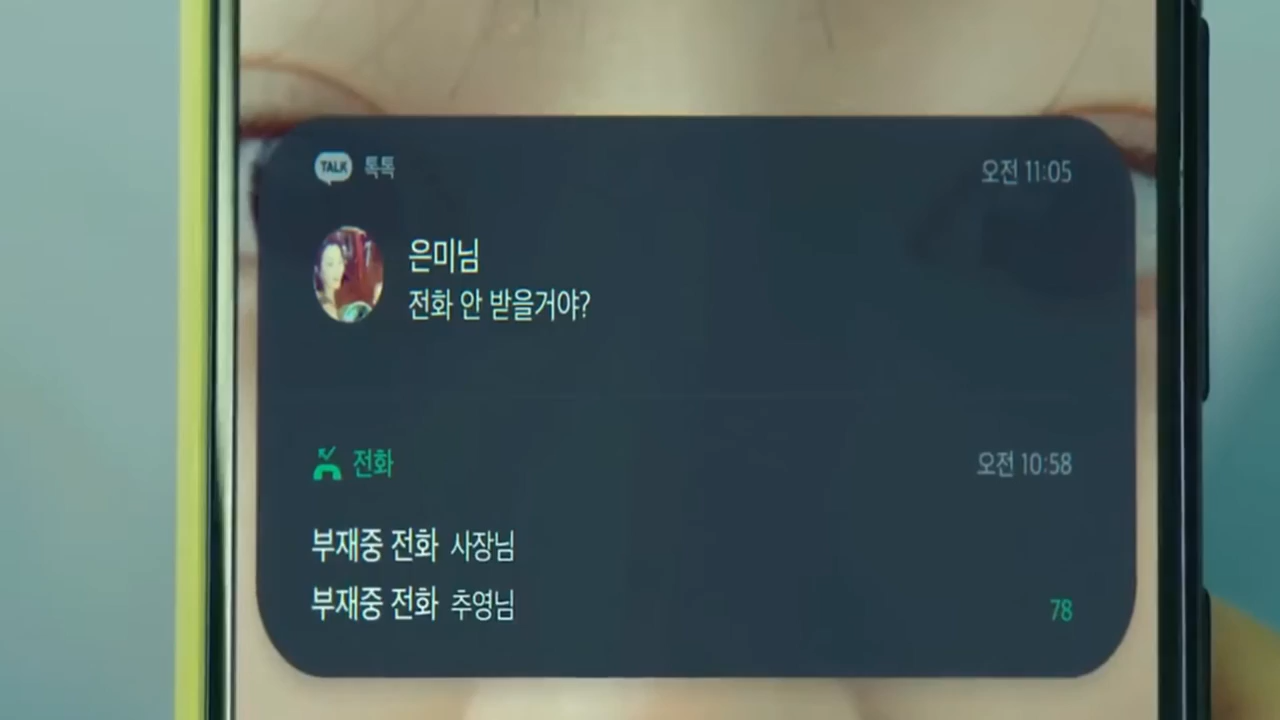 TALK 톡톡 오전 11:05
은미님
전화 안 받을거야?
전화 오전 10:58
부재중 전화 사장님
부재중 전화 추영님 78